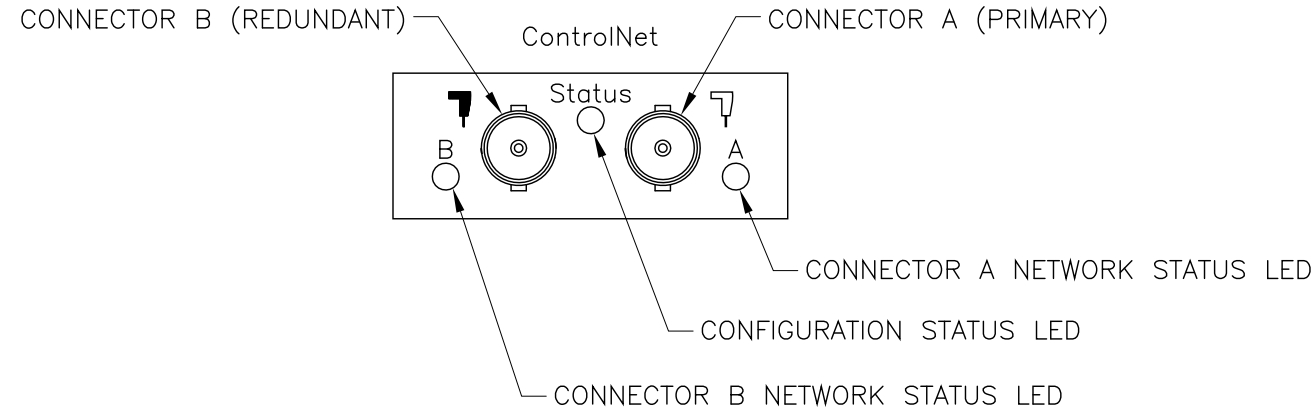 CONNECTOR B (REDUNDANT)
CONNECTOR A (PRIMARY)
ControlNet
Status
B
A
CONNECTOR A NETWORK STATUS LED
CONFIGURATION STATUS LED
CONNECTOR B NETWORK STATUS LED